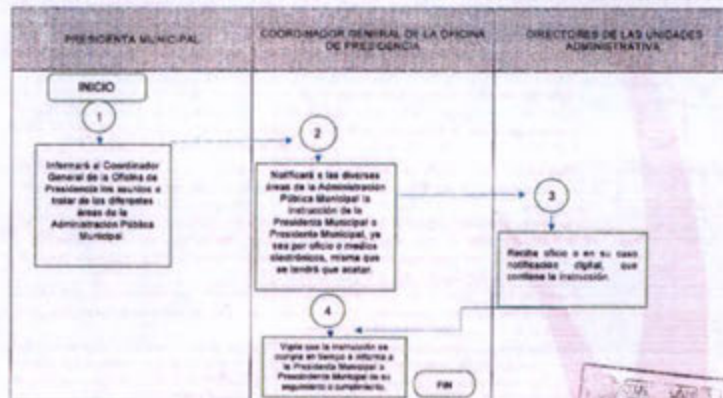 PRESIDENTA MUNICIPAL
COORDINADOR GENERAL DE LA OFICINA
DE PRESIDENCIA
DIRECTORES DE LAS UNIDADES
ADMINISTRATIVA
INICIO
1
Informará al Coordinador
General de la Oficina de
Presidencia los asuntos a
tratar de los diferentes
áreas de la
Administración Pública
Municipal
2
Notificará a las diversas
áreas de la Administración
Pública Municipal la
instrucción de la
Presidenta Municipal o
Presidente Municipal, ya
sea por oficio o medios
electrónicos, misma que
se tendrá que acatar.
3
Recibe oficio o en su caso
notificación digital, que
contiene la instrucción.
4
Vigila que la instrucción se
cumpla en tiempo e informa a
la Presidenta Municipal o
Presidente Municipal de su
seguimiento o cumplimiento.
FIN